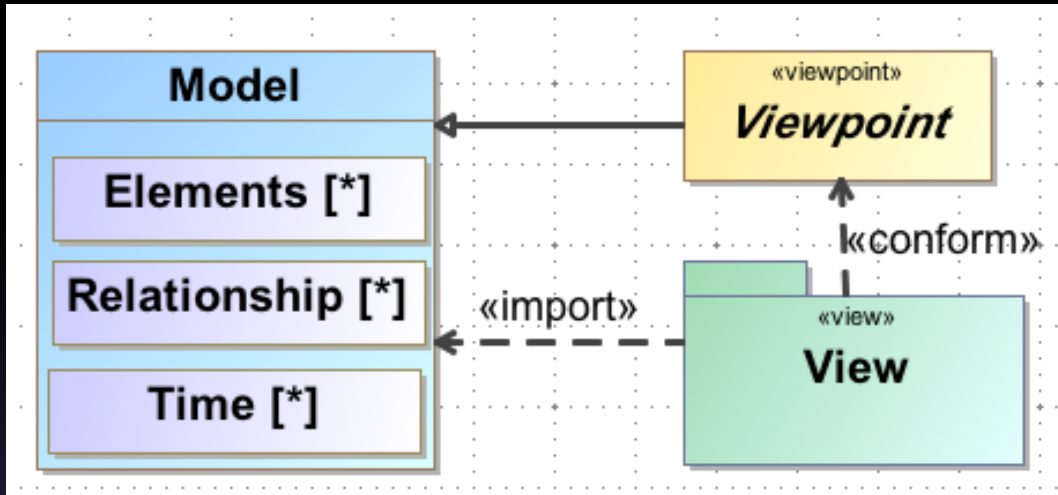 Model
Elements [*]
Relationship [*]
Time [*]
«viewpoint»
Viewpoint
«conform»
«import»
«view»
View